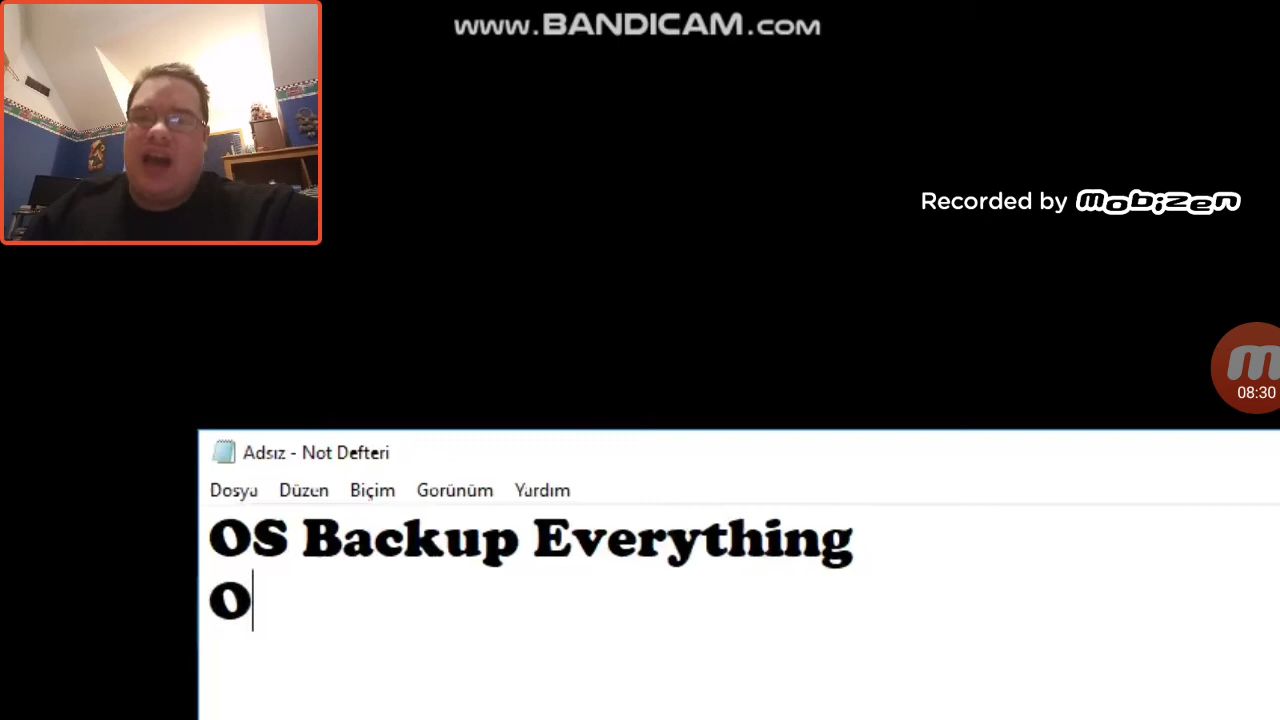 www.BANDICAM.com
Recorded by mobizen
08:30
Adsız - Not Defteri
Dosya Düzen Biçim Görünüm Yardım
OS Backup Everything
O